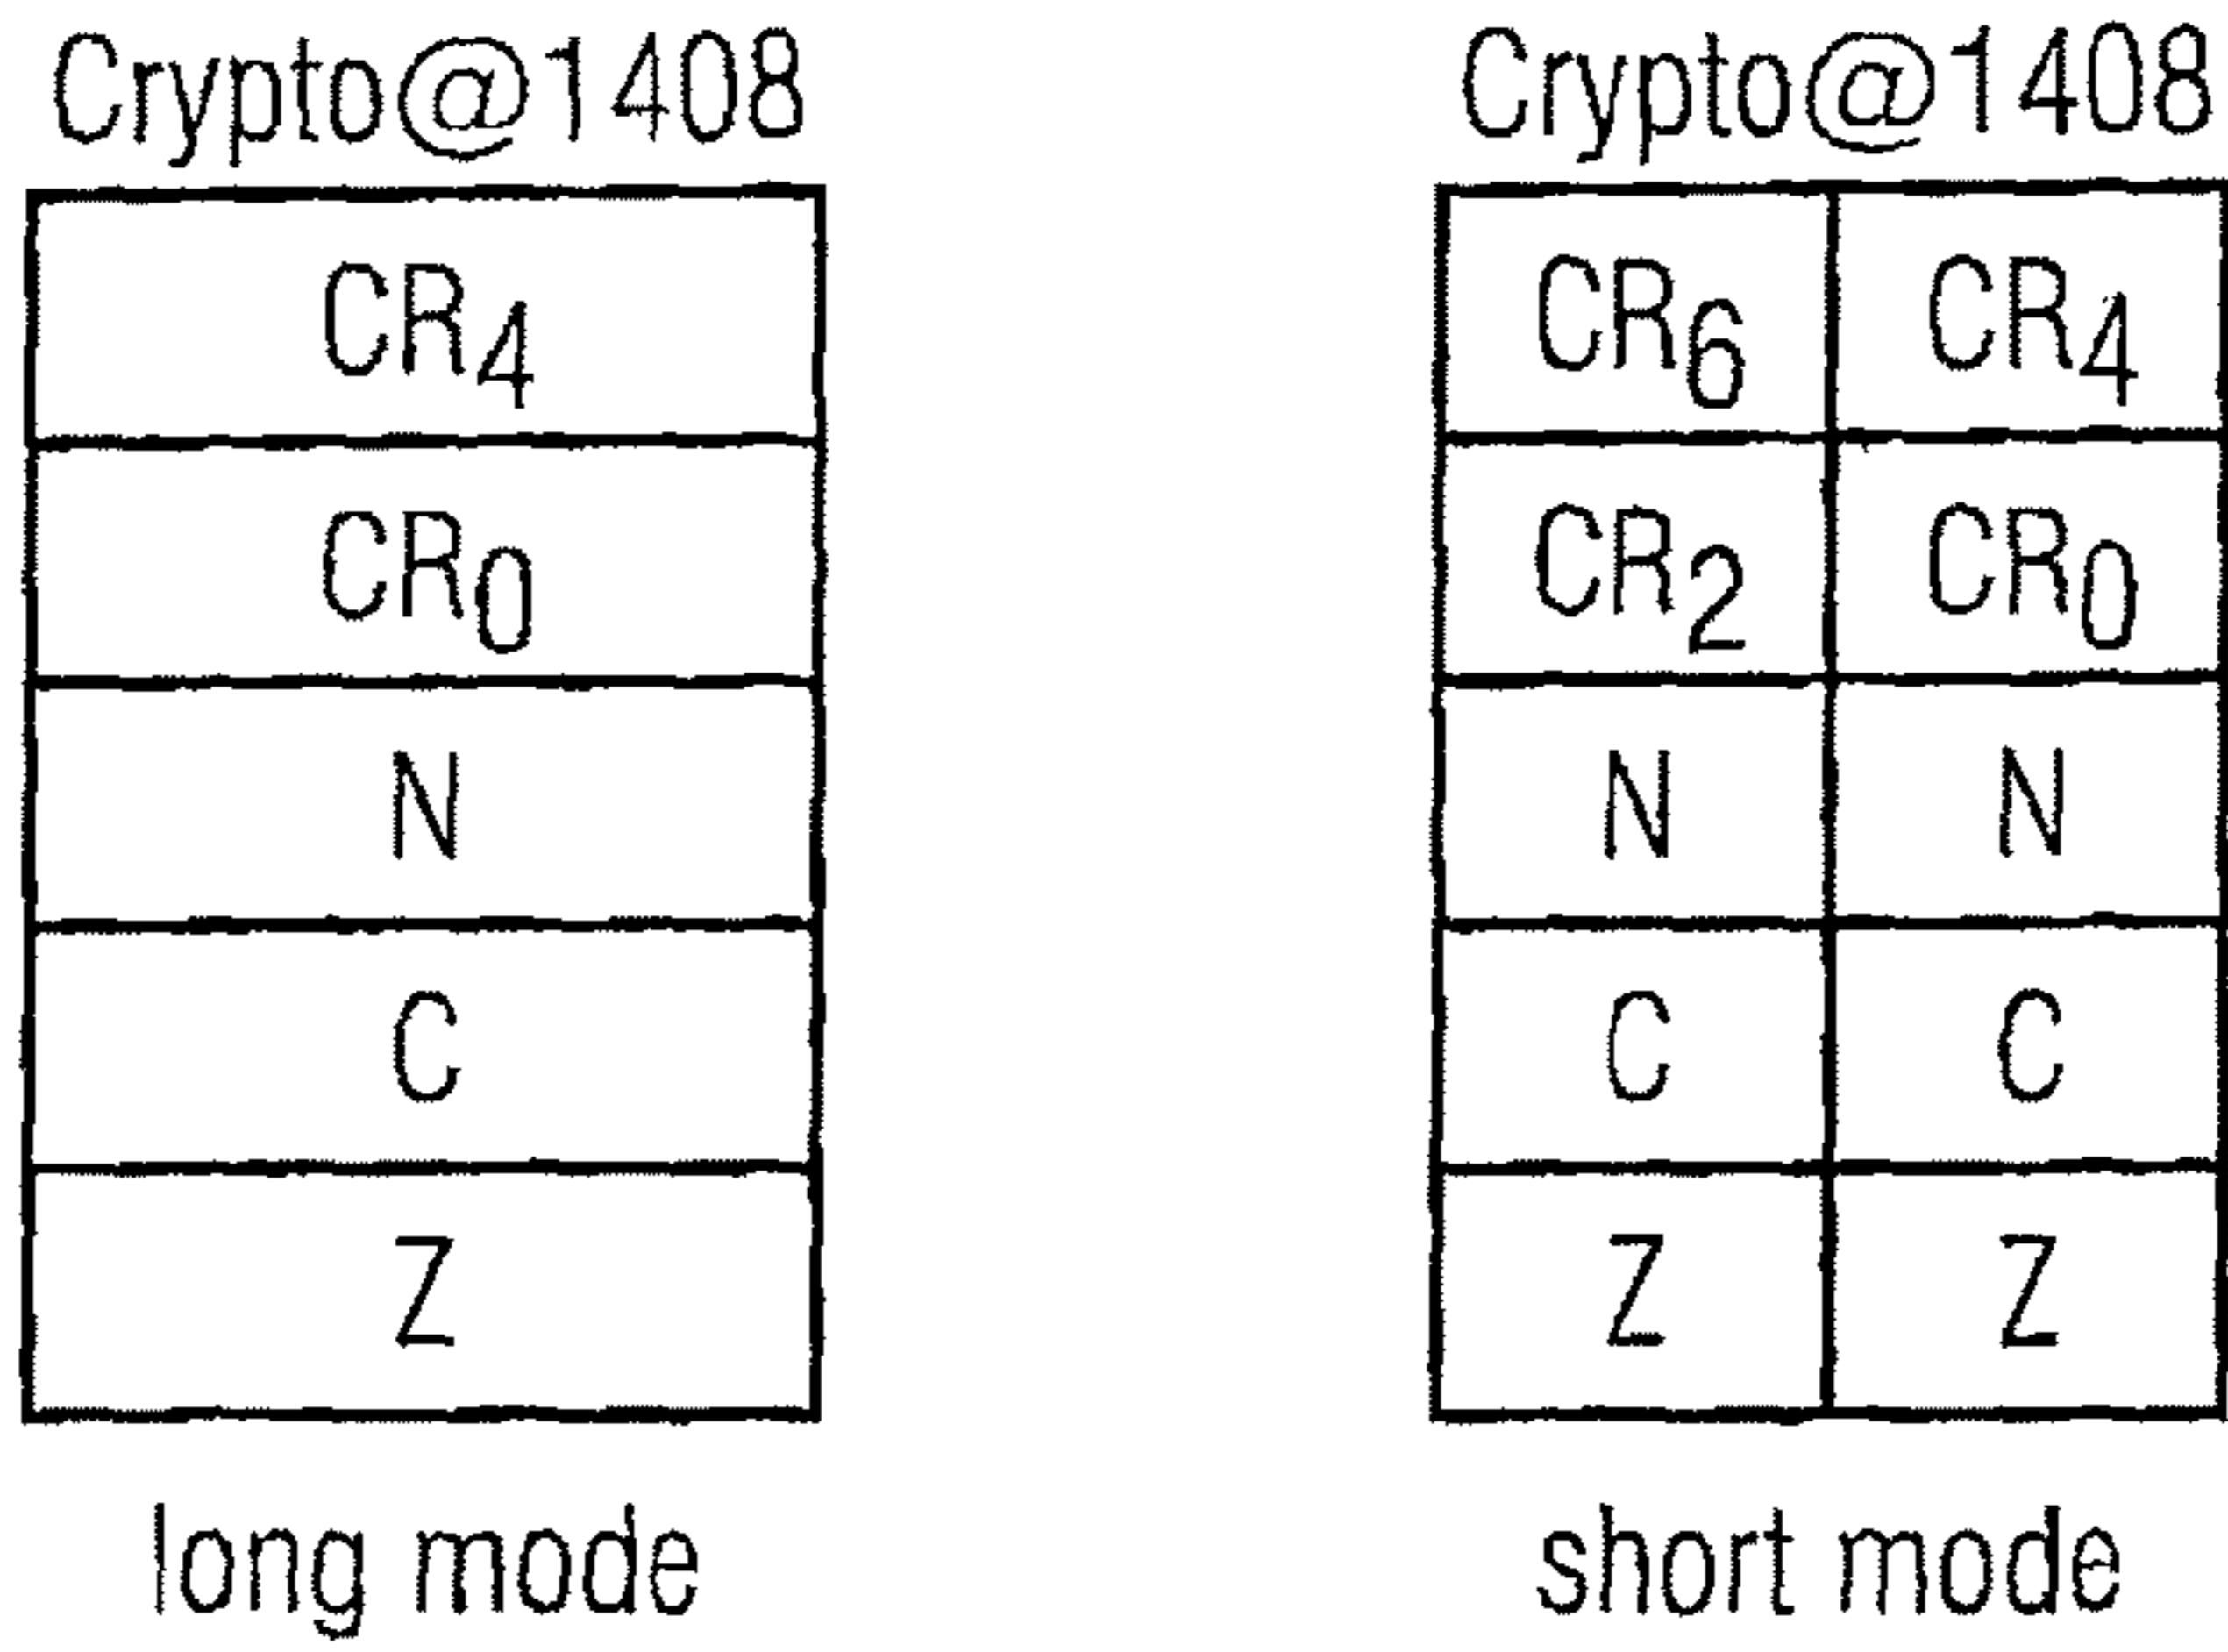 Crypto@1408 Crypto@1408
CR4 CR6 CR4
CR0 CR2 CR0
N N N
C C C
Z Z Z
long mode short mode